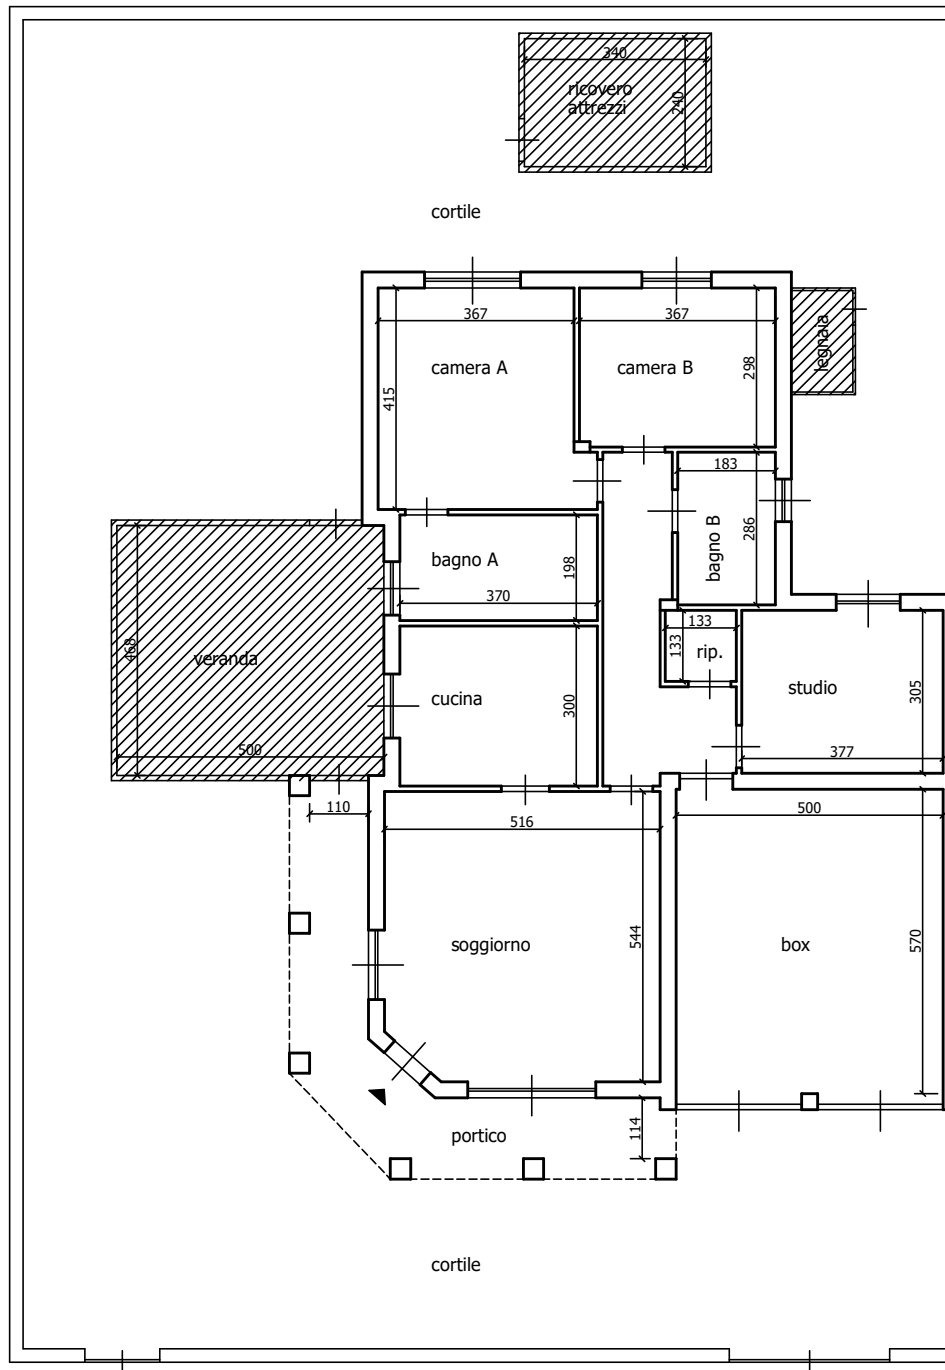 340
ricovero
attrezzi
240
cortile
367
367
legnaia
camera A
camera B
298
415
183
bagno B
286
bagno A
198
370
133
133
rip.
468
veranda
cucina
300
studio
305
377
500
110
516
500
soggiorno
544
box
570
portico
114
cortile